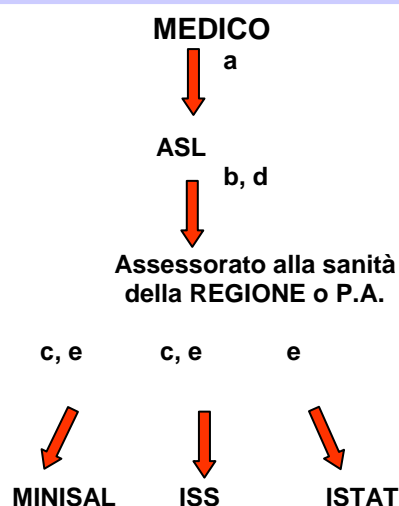 MEDICO
a
ASL
b, d
Assessorato alla sanità
della REGIONE o P.A.
c, e c, e e
MINISAL ISS ISTAT